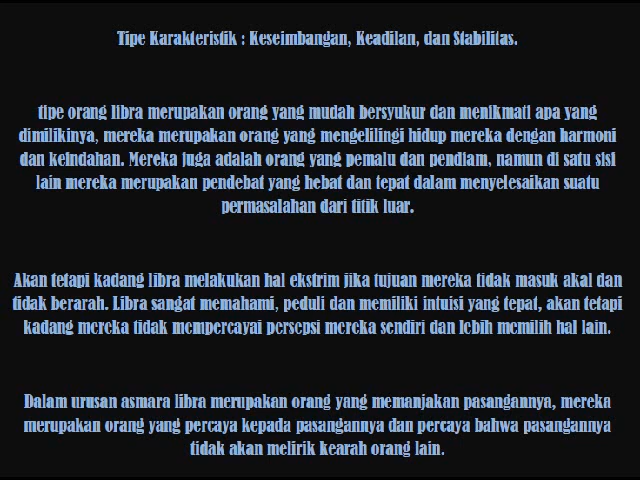 Tipe Karakteristik : Keseimbangan, Keadilan, dan Stabilitas.
tipe orang libra merupakan orang yang mudah bersyukur dan menikmati apa yang
dimilikinya, mereka merupakan orang yang mengelilingi hidup mereka dengan harmoni
dan keindahan. Mereka juga adalah orang yang pemalu dan pendiam, namun di satu sisi
lain mereka merupakan pendebat yang hebat dan tepat dalam menyelesaikan suatu
permasalahan dari titik luar.
Akan tetapi kadang libra melakukan hal ekstrim jika tujuan mereka tidak masuk akal dan
tidak berarah. Libra sangat memahami, peduli dan memiliki intuisi yang tepat, akan tetapi
kadang mereka tidak mempercayai persepsi mereka sendiri dan lebih memilih hal lain.
Dalam urusan asmara libra merupakan orang yang memanjakan pasangannya, mereka
merupakan orang yang percaya kepada pasangannya dan percaya bahwa pasangannya
tidak akan melirik kearah orang lain.